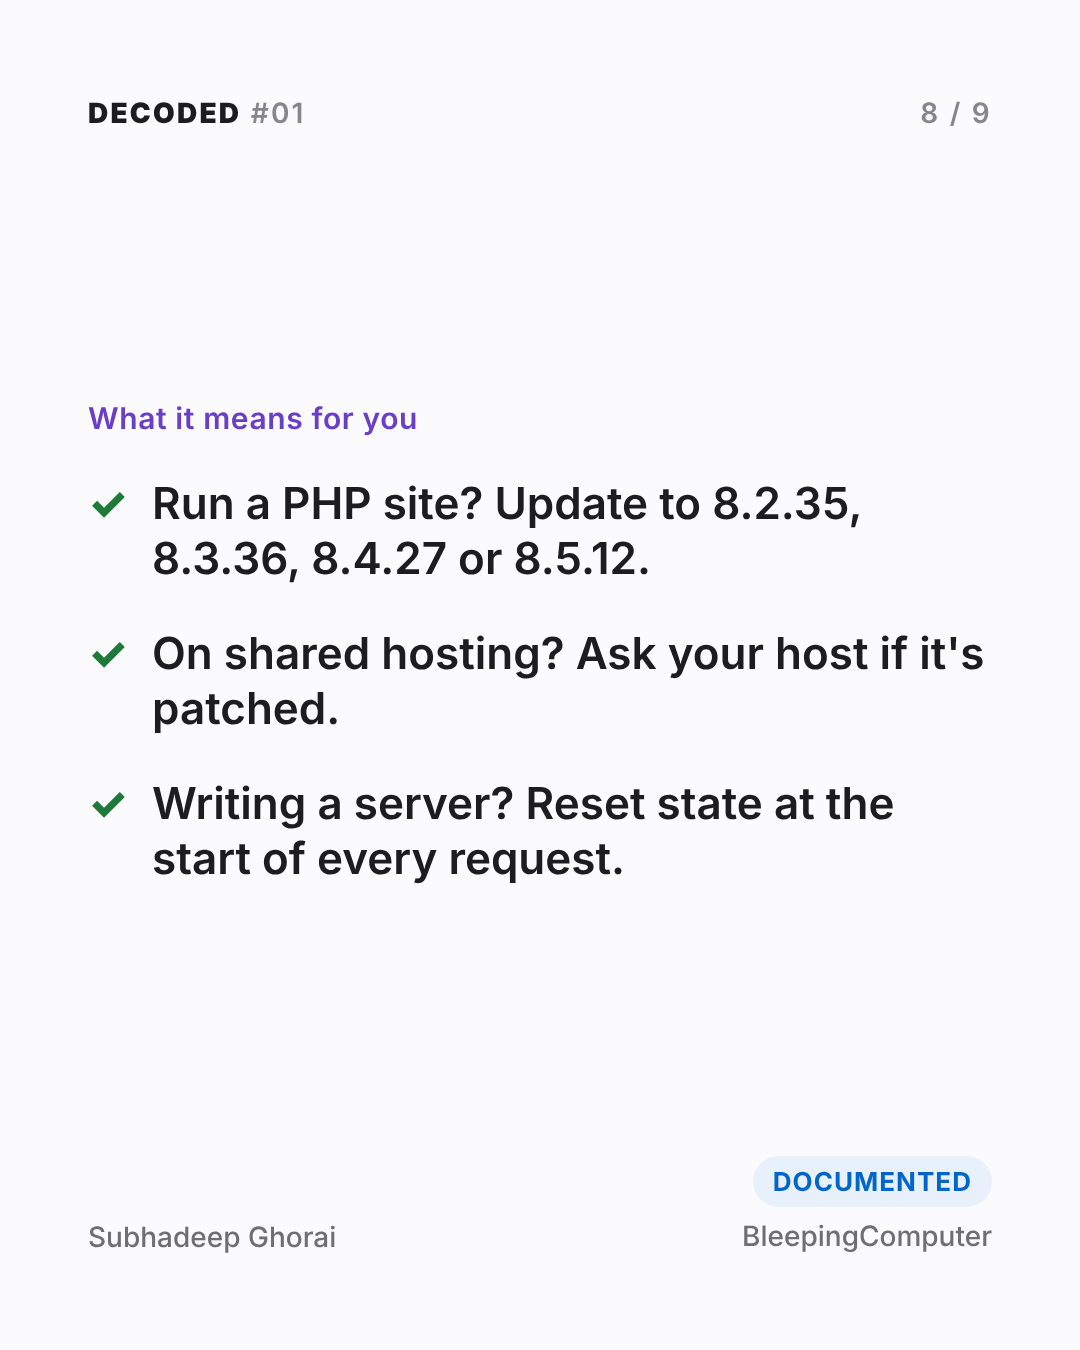 DECODED #01
8 / 9
What it means for you
Run a PHP site? Update to 8.2.35,
8.3.36, 8.4.27 or 8.5.12.
On shared hosting? Ask your host if it's
patched.
Writing a server? Reset state at the
start of every request.
DOCUMENTED
Subhadeep Ghorai
BleepingComputer